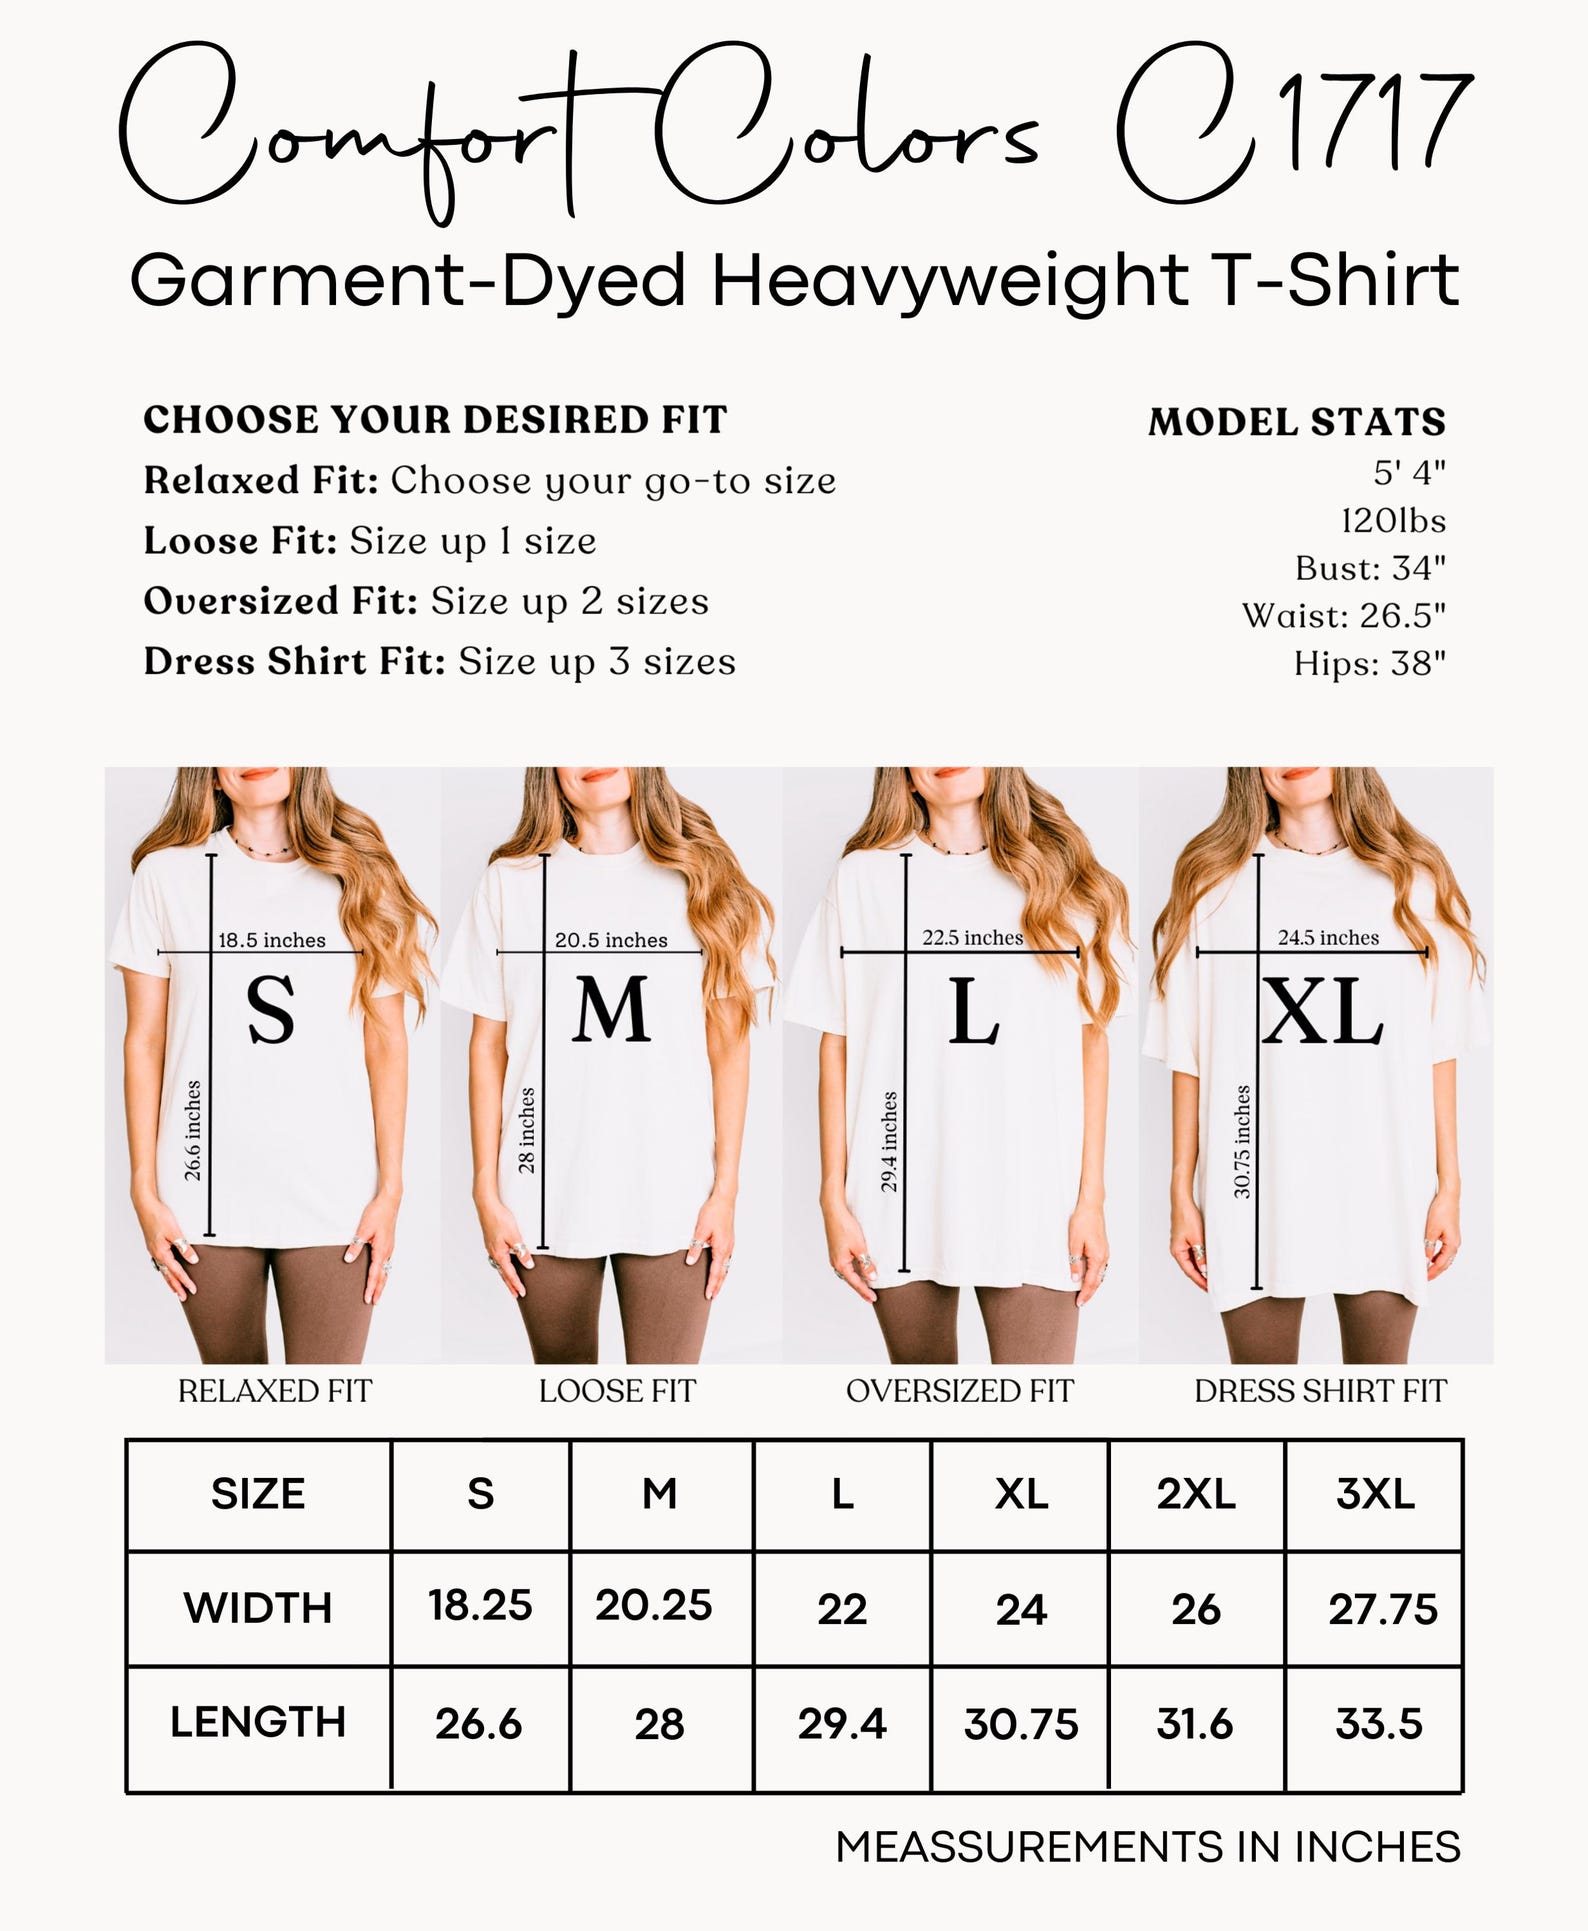 Comfort Colors C1717
Garment-Dyed Heavyweight T-Shirt
CHOOSE YOUR DESIRED FIT
Relaxed Fit: Choose your go-to size
Loose Fit: Size up 1 size
Oversized Fit: Size up 2 sizes
Dress Shirt Fit: Size up 3 sizes
MODEL STATS
5' 4"
120lbs
Bust: 34"
Waist: 26.5"
Hips: 38"
18.5 inches
S
26.6 inches
20.5 inches
M
28 inches
22.5 inches
L
29.4 inches
24.5 inches
XL
30.75 inches
RELAXED FIT LOOSE FIT OVERSIZED FIT DRESS SHIRT FIT
SIZE S M L XL 2XL 3XL
WIDTH 18.25 20.25 22 24 26 27.75
LENGTH 26.6 28 29.4 30.75 31.6 33.5
MEASSUREMENTS IN INCHES